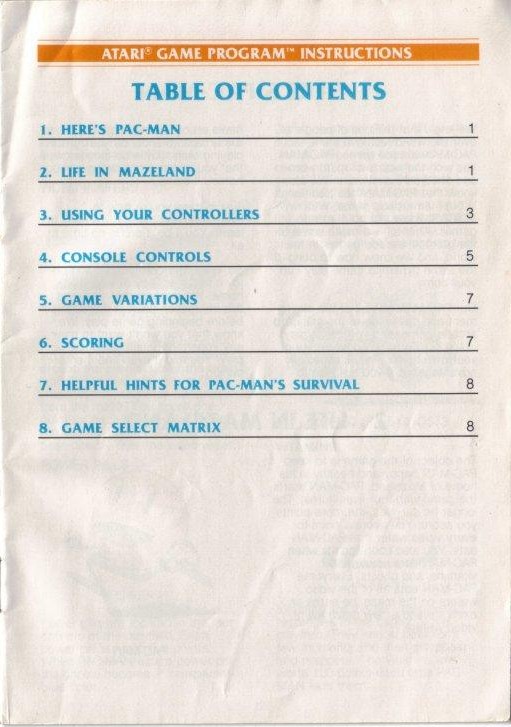 ATARI® GAME PROGRAM™ INSTRUCTIONS
TABLE OF CONTENTS
1. HERE'S PAC-MAN 1
2. LIFE IN MAZELAND 1
3. USING YOUR CONTROLLERS 3
4. CONSOLE CONTROLS 5
5. GAME VARIATIONS 7
6. SCORING 7
7. HELPFUL HINTS FOR PAC-MAN'S SURVIVAL 8
8. GAME SELECT MATRIX 8